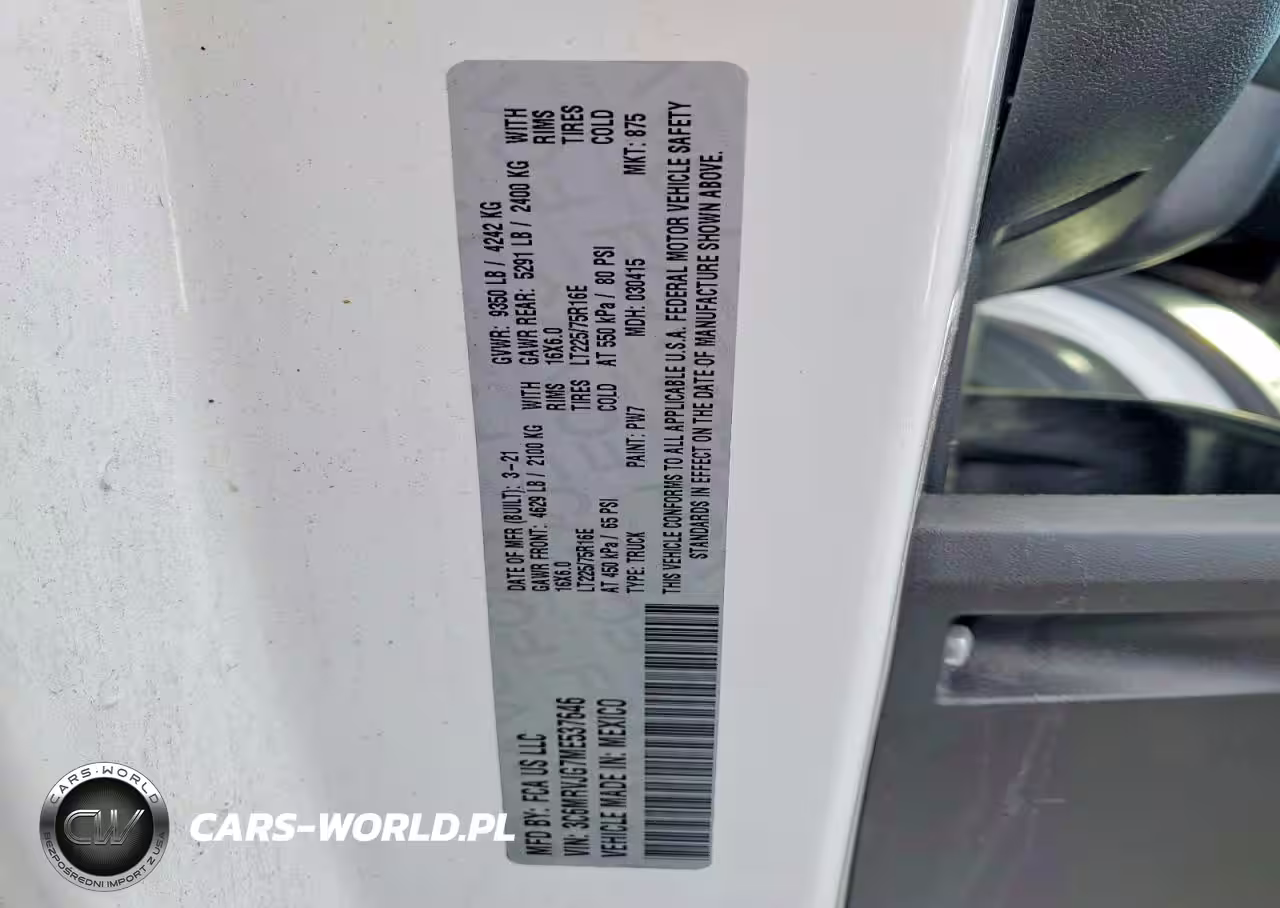 MFD BY: FCA US LLC
VIN: 3C6MRVJG7ME537646
VEHICLE MADE IN: MEXICO
DATE OF MFR (BUILT): 3-21
GVWR: 9350 LB / 4242 KG
GAWR FRONT: 4629 LB / 2100 KG WITH
16X6.0 RIMS
LT225/75R16E TIRES
AT 450 kPa / 65 PSI COLD
GAWR REAR: 5291 LB / 2400 KG WITH
16X6.0 RIMS
LT225/75R16E TIRES
AT 550 kPa / 80 PSI COLD
TYPE: TRUCK PAINT: PW7 MDH: 030415 MKT: 875
THIS VEHICLE CONFORMS TO ALL APPLICABLE U.S.A. FEDERAL MOTOR VEHICLE SAFETY
STANDARDS IN EFFECT ON THE DATE OF MANUFACTURE SHOWN ABOVE.
CARS-WORLD
CW
BEZPOŚREDNI IMPORT Z USA
CARS-WORLD.PL